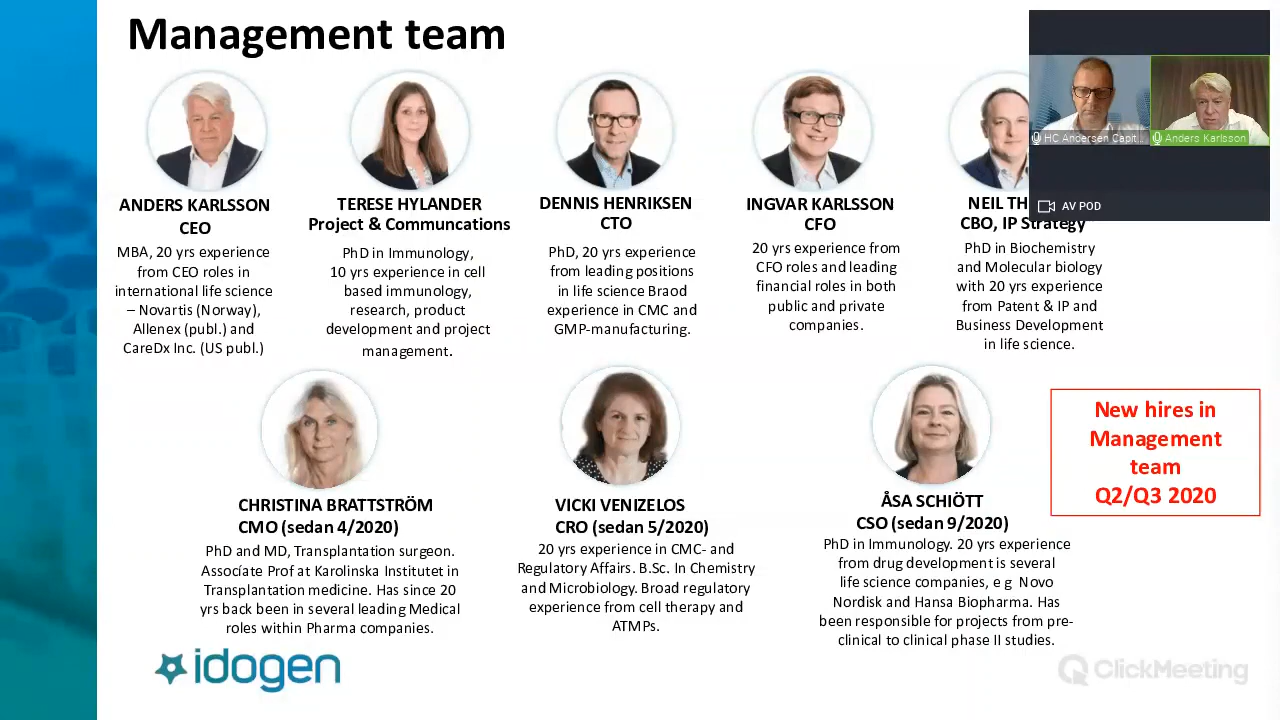 Management team
HC Andersen Capit...
Anders Karlsson
AV POD
ANDERS KARLSSON
CEO
MBA, 20 yrs experience
from CEO roles in
international life science
– Novartis (Norway),
Allenex (publ.) and
CareDx Inc. (US publ.)
TERESE HYLANDER
Project & Communcations
PhD in Immunology,
10 yrs experience in cell
based immunology,
research, product
development and project
management.
DENNIS HENRIKSEN
CTO
PhD, 20 yrs experience
from leading positions
in life science Braod
experience in CMC and
GMP-manufacturing.
INGVAR KARLSSON
CFO
20 yrs experience from
CFO roles and leading
financial roles in both
public and private
companies.
NEIL TH
CBO, IP Strategy
PhD in Biochemistry
and Molecular biology
with 20 yrs experience
from Patent & IP and
Business Development
in life science.
CHRISTINA BRATTSTRÖM
CMO (sedan 4/2020)
PhD and MD, Transplantation surgeon.
Associate Prof at Karolinska Institutet in
Transplantation medicine. Has since 20
yrs back been in several leading Medical
roles within Pharma companies.
VICKI VENIZELOS
CRO (sedan 5/2020)
20 yrs experience in CMC- and
Regulatory Affairs. B.Sc. In Chemistry
and Microbiology. Broad regulatory
experience from cell therapy and
ATMPs.
ÅSA SCHIÖTT
CSO (sedan 9/2020)
PhD in Immunology. 20 yrs experience
from drug development is several
life science companies, e g Novo
Nordisk and Hansa Biopharma. Has
been responsible for projects from pre-
clinical to clinical phase II studies.
New hires in
Management
team
Q2/Q3 2020
idogen
ClickMeeting